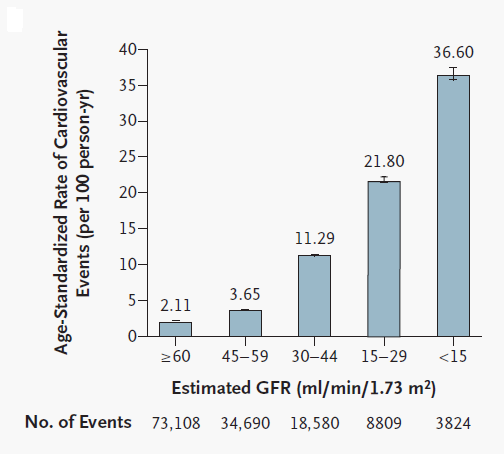 Age-Standardized Rate of Cardiovascular
Events (per 100 person-yr)
40
35
30
25
20
15
10
5
0
2.11
3.65
11.29
21.80
36.60
≥60 45–59 30–44 15–29 <15
Estimated GFR (ml/min/1.73 m²)
No. of Events 73,108 34,690 18,580 8809 3824